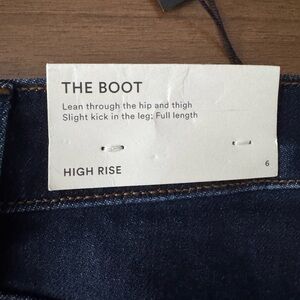 THE BOOT
Lean through the hip and thigh
Slight kick in the leg; Full length
HIGH RISE
6